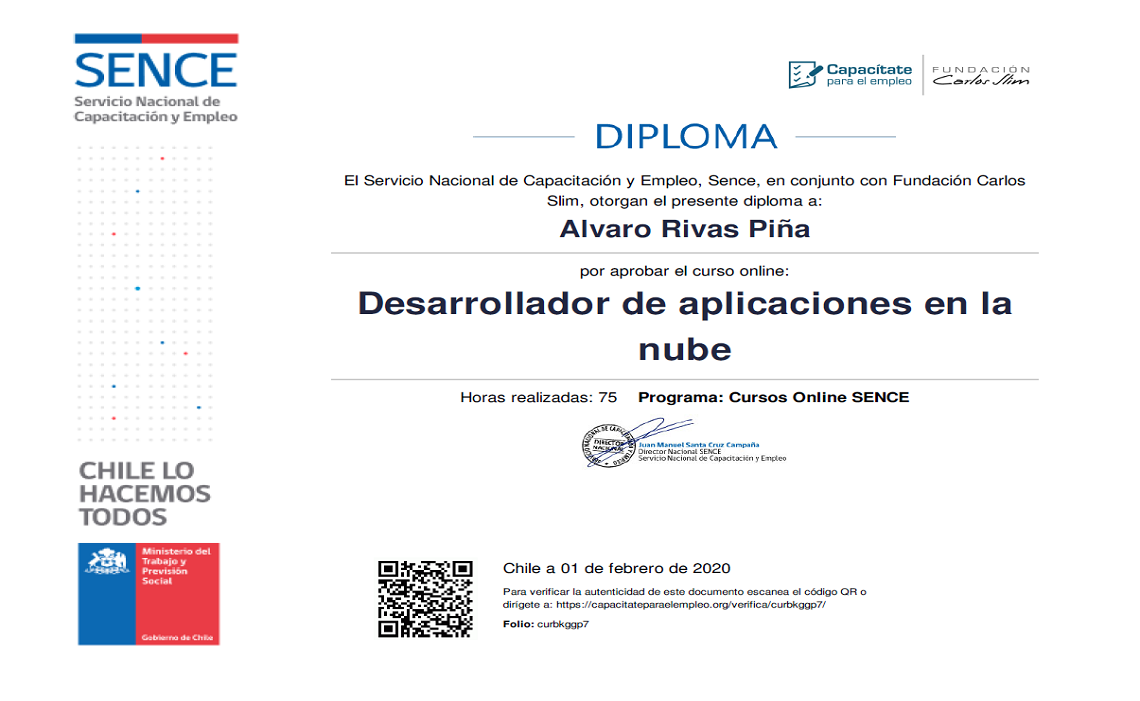 SENCE
Servicio Nacional de
Capacitación y Empleo
Capacítate
para el empleo
FUNDACIÓN
Carlos Slim
DIPLOMA
El Servicio Nacional de Capacitación y Empleo, Sence, en conjunto con Fundación Carlos
Slim, otorgan el presente diploma a:
Alvaro Rivas Piña
por aprobar el curso online:
Desarrollador de aplicaciones en la
nube
Horas realizadas: 75 Programa: Cursos Online SENCE
DIRECTOR
NACIONAL
Juan Manuel Santa Cruz Campaña
Director Nacional SENCE
Servicio Nacional de Capacitación y Empleo
CHILE LO
HACEMOS
TODOS
Ministerio del
Trabajo y
Previsión
Social
Gobierno de Chile
Chile a 01 de febrero de 2020
Para verificar la autenticidad de este documento escanea el código QR o
dirígete a: https://capacitateparaelempleo.org/verifica/curbkggp7/
Folio: curbkggp7